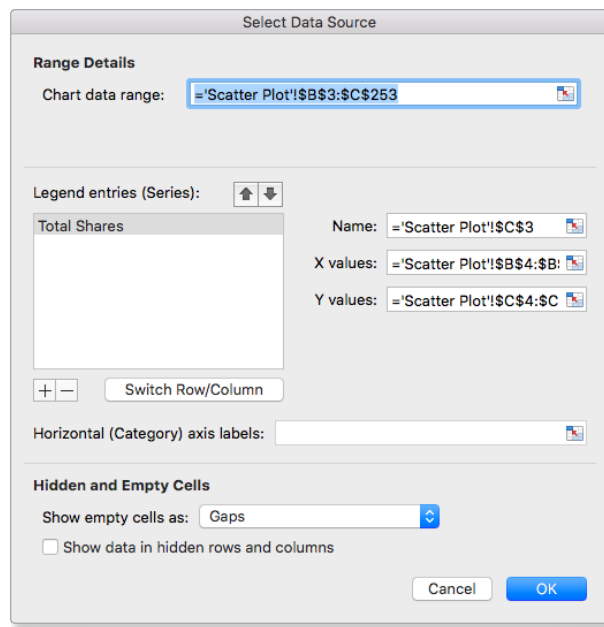 Select Data Source
Range Details
Chart data range: ='Scatter Plot'!$B$3:$C$253
Legend entries (Series):
Total Shares
Name: ='Scatter Plot'!$C$3
X values: ='Scatter Plot'!$B$4:$B
Y values: ='Scatter Plot'!$C$4:$C
+ − Switch Row/Column
Horizontal (Category) axis labels:
Hidden and Empty Cells
Show empty cells as: Gaps
Show data in hidden rows and columns
Cancel OK